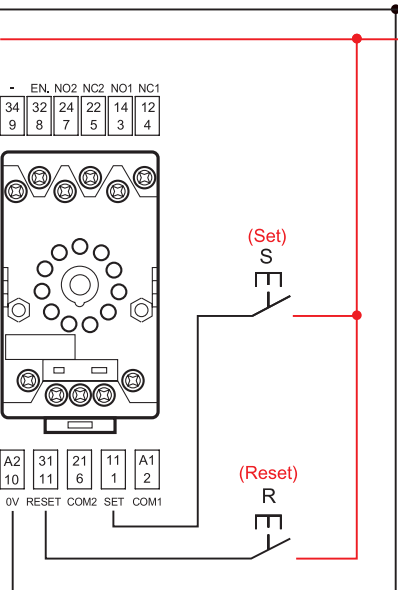 - EN. NO2 NC2 NO1 NC1
34 32 24 22 14 12
9 8 7 5 3 4
(Set)
S
A2 31 21 11 A1
10 11 6 1 2
0V RESET COM2 SET COM1
(Reset)
R